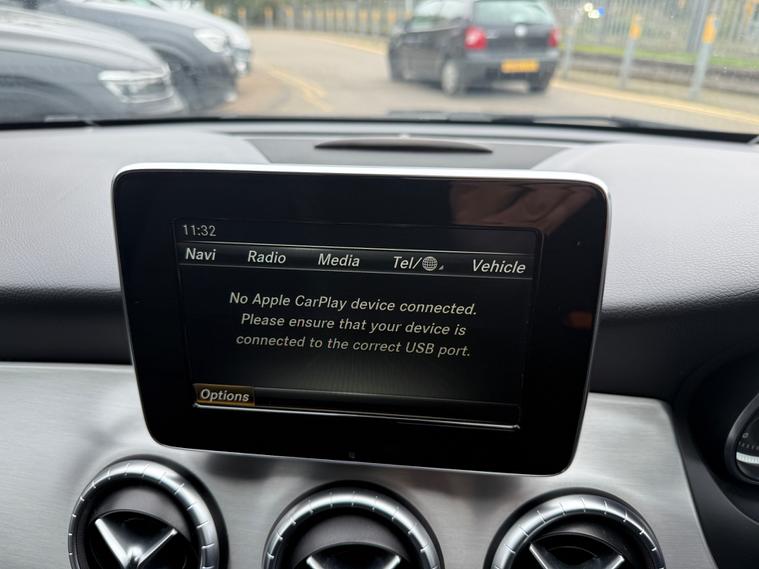 11:32
Navi Radio Media Tel/ Vehicle
No Apple CarPlay device connected.
Please ensure that your device is
connected to the correct USB port.
Options